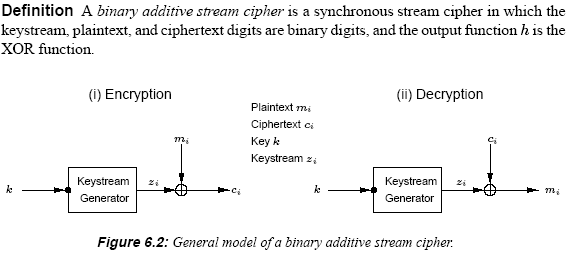 Definition A binary additive stream cipher is a synchronous stream cipher in which the
keystream, plaintext, and ciphertext digits are binary digits, and the output function h is the
XOR function.
(i) Encryption
(ii) Decryption
Plaintext mᵢ
Ciphertext cᵢ
Key k
Keystream zᵢ
mᵢ
k
Keystream
Generator
zᵢ
cᵢ
cᵢ
k
Keystream
Generator
zᵢ
mᵢ
Figure 6.2: General model of a binary additive stream cipher.